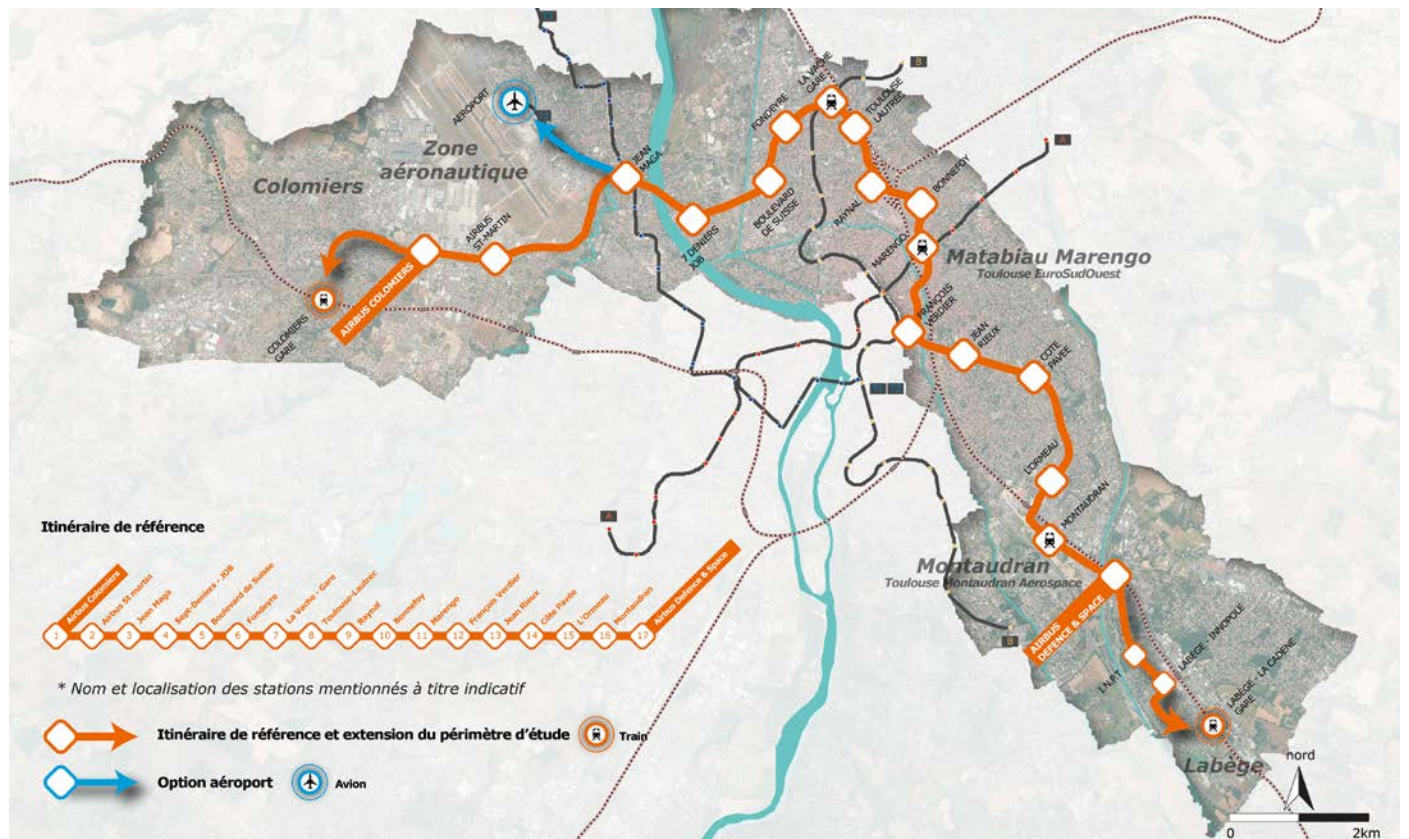 B
LA VACHE
GARE
TOULOUSE
LAUTREC
FONDEYRE
AEROPORT
Zone
aéronautique
Colomiers
JEAN
MAGA
A
BONNEFOY
BOULEVARD
DE SUISSE
RAYNAL
AIRBUS
ST-MARTIN
7 DENIERS
JOB
MARENGO
Matabiau Marengo
Toulouse EuroSudOuest
AIRBUS COLOMIERS
COLOMIERS
GARE
FRANÇOIS
VERDIER
JEAN
RIEUX
COTE
PAVEE
L'ORMEAU
MONTAUDRAN
A
Montaudran
Toulouse Montaudran Aerospace
AIRBUS
DEFENCE & SPACE
B
I.N.P.T
LABÈGE - INNOPOLE
LABÈGE - LA CADENE
GARE
Labège
Itinéraire de référence
Airbus Colomiers
Airbus St martin
Jean Maga
Sept-Deniers - JOB
Boulevard de Suisse
Fondeyre
La Vache - Gare
Toulouse-Lautrec
Raynal
Bonnefoy
Marengo
François Verdier
Jean Rieux
Côte Pavée
L'Ormeau
Montaudran
Airbus Defence & Space
1 2 3 4 5 6 7 8 9 10 11 12 13 14 15 16 17
* Nom et localisation des stations mentionnés à titre indicatif
Itinéraire de référence et extension du périmètre d'étude
Train
Option aéroport
Avion
nord
0 2km